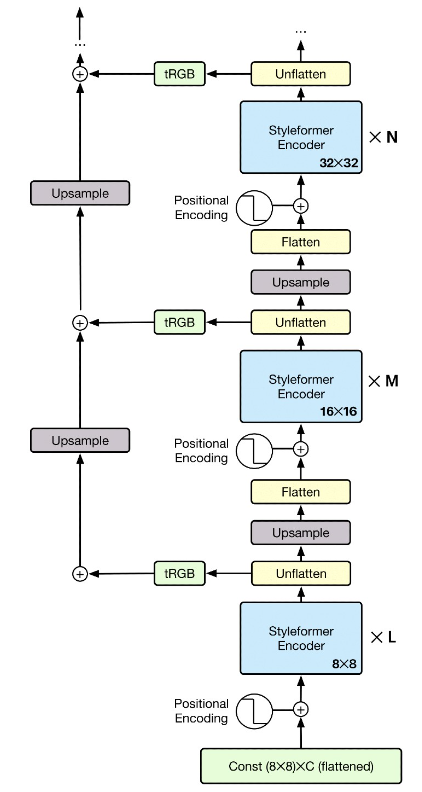 ...
...
tRGB
Unflatten
Styleformer
Encoder
32×32
× N
Upsample
Positional
Encoding
Flatten
Upsample
tRGB
Unflatten
Styleformer
Encoder
16×16
× M
Upsample
Positional
Encoding
Flatten
Upsample
tRGB
Unflatten
Styleformer
Encoder
8×8
× L
Positional
Encoding
Const (8×8)×C (flattened)